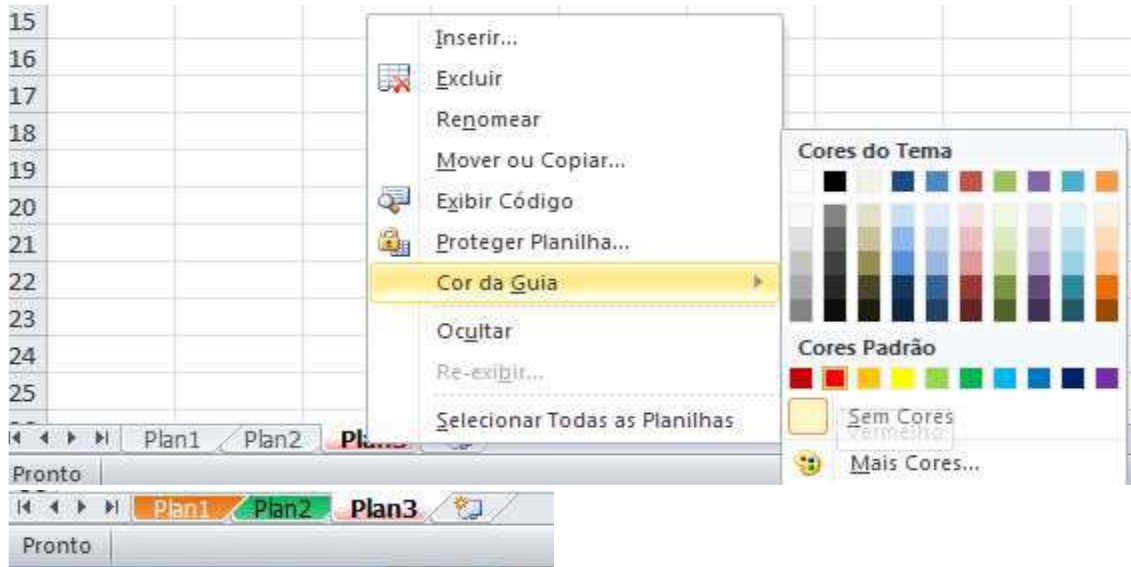 15
16
17
18
19
20
21
22
23
24
25
Inserir...
Excluir
Renomear
Mover ou Copiar...
Exibir Código
Proteger Planilha...
Cor da Guia
Ocultar
Re-exibir...
Selecionar Todas as Planilhas
Cores do Tema
Cores Padrão
Sem Cores
Vermelho
Mais Cores...
Plan1 Plan2
Pronto
Plan1 Plan2 Plan3
Pronto